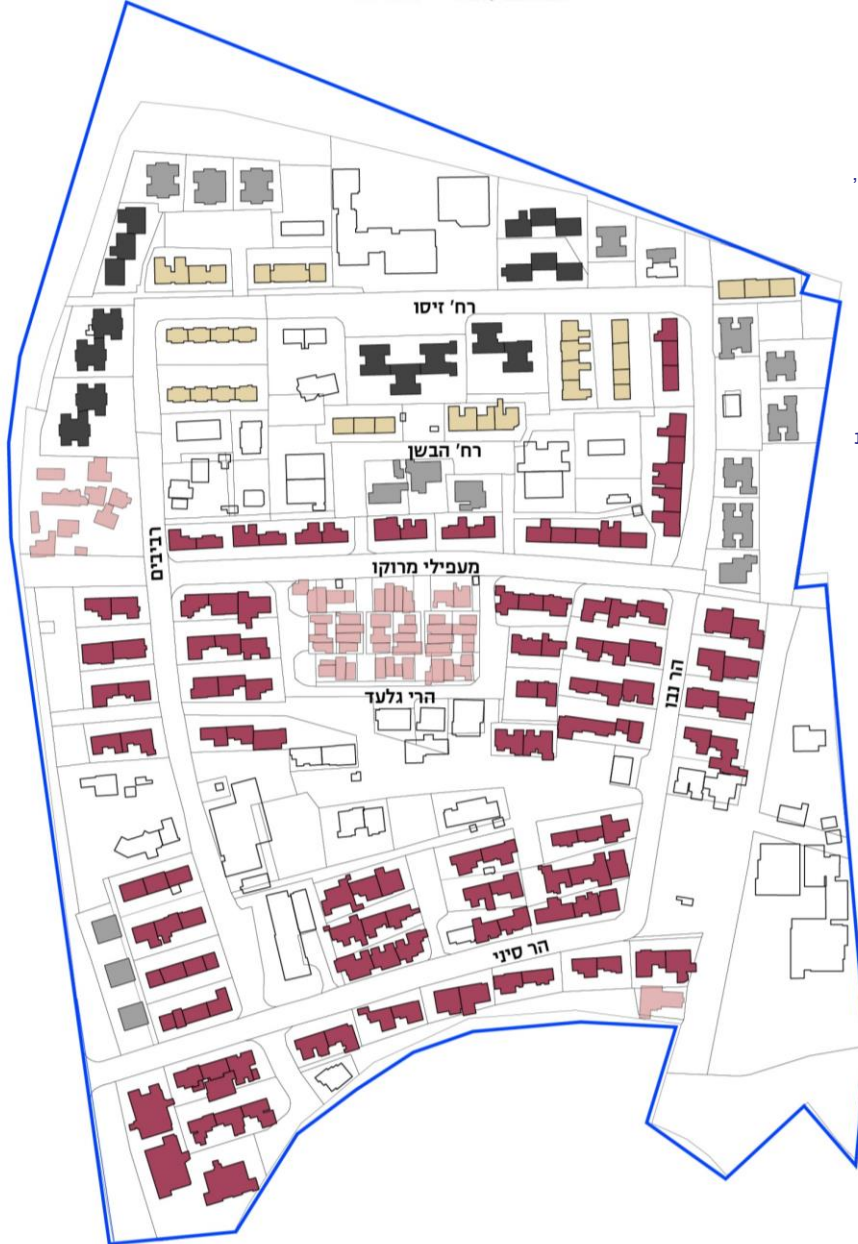 רח' זיסו
רח' הבשן
מעפילי מרוקו
רביבים
הר נבו
הרי גלעד
הר סיני